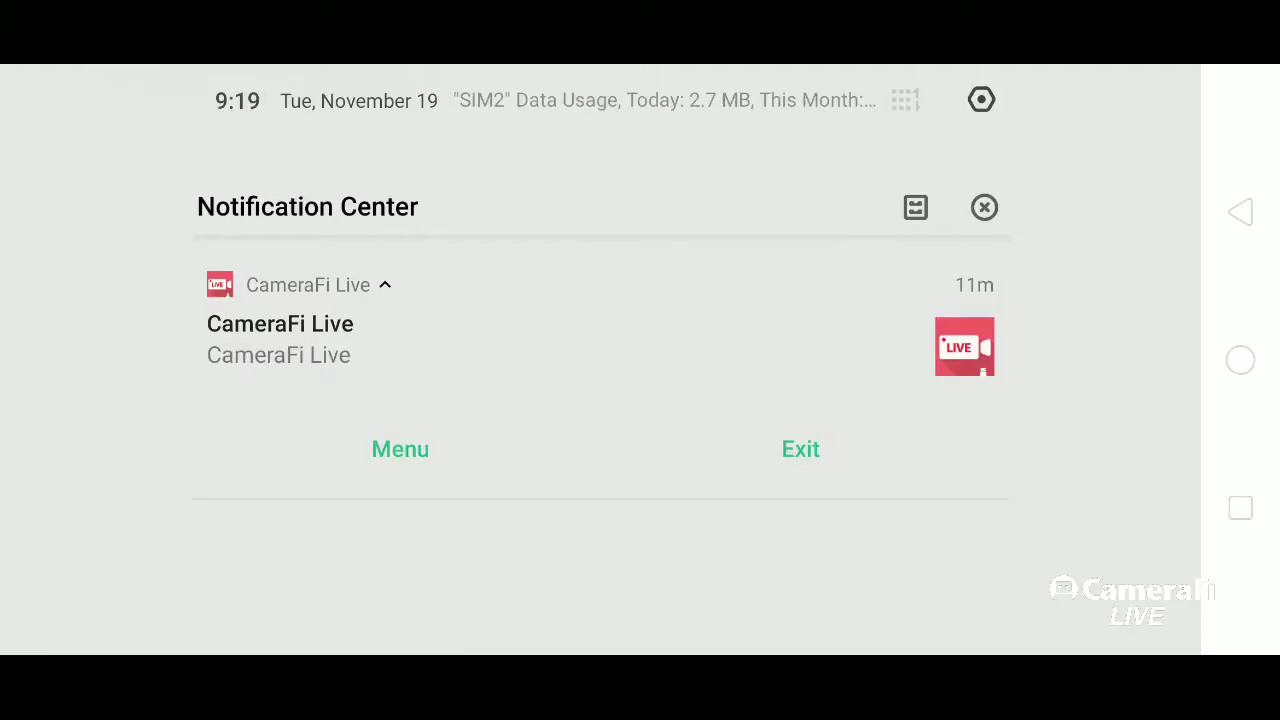 9:19 Tue, November 19 "SIM2" Data Usage, Today: 2.7 MB, This Month:...
Notification Center
LIVE CameraFi Live 11m
CameraFi Live
CameraFi Live
LIVE
Menu Exit
CameraFi
LIVE